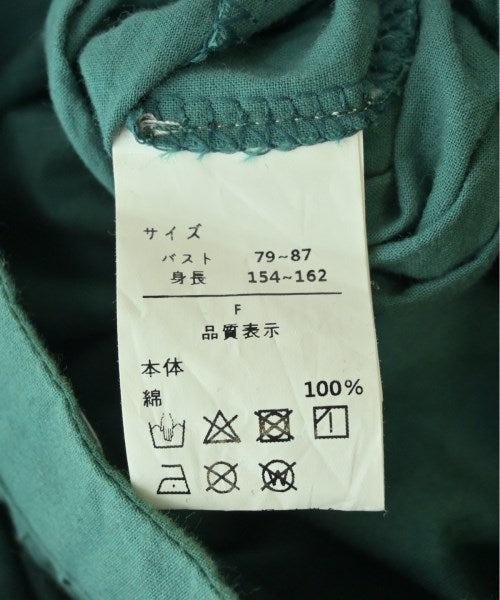 サイズ
バスト 79~87
身長 154~162
F
品質表示
本体
綿 100%
W